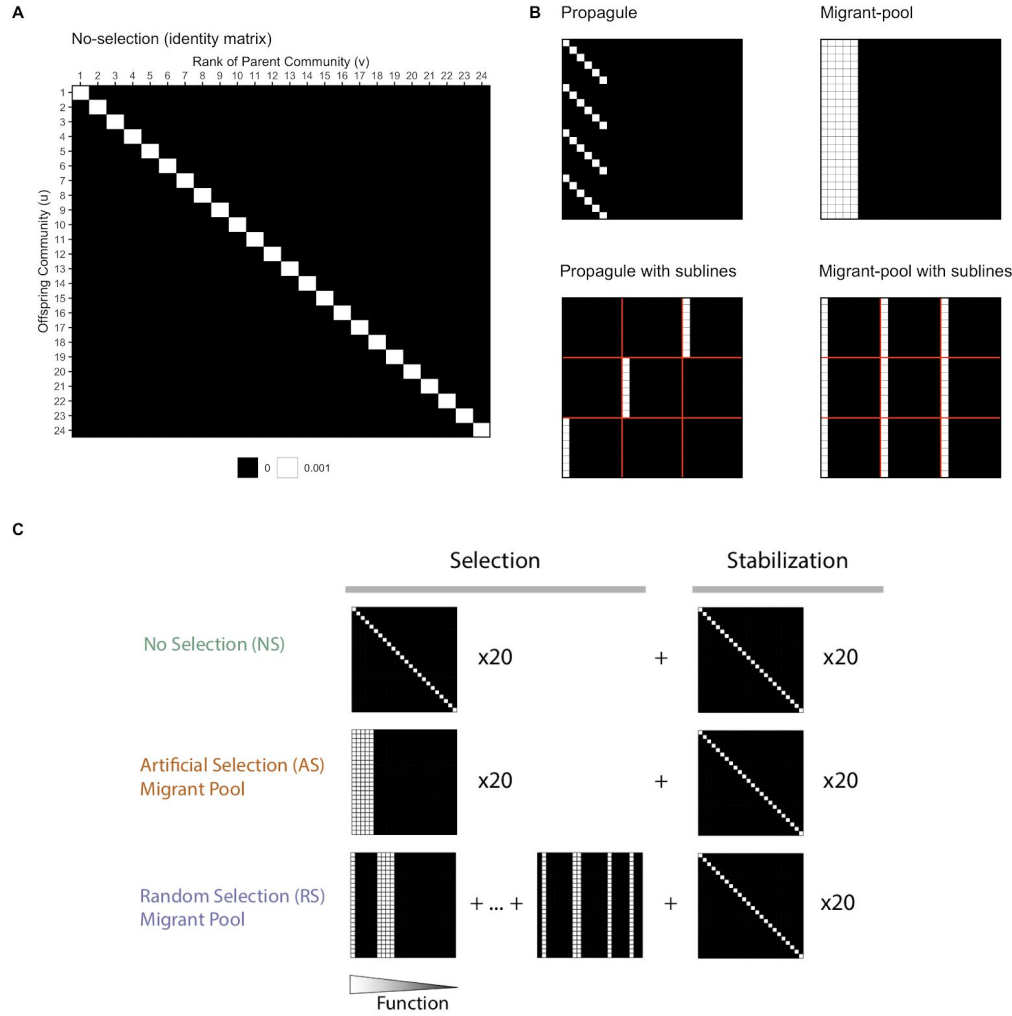 A
No-selection (identity matrix)
Rank of Parent Community (v)
1 2 3 4 5 6 7 8 9 10 11 12 13 14 15 16 17 18 19 20 21 22 23 24
Offspring Community (u)
1
2
3
4
5
6
7
8
9
10
11
12
13
14
15
16
17
18
19
20
21
22
23
24
0 0.001
B
Propagule
Migrant-pool
Propagule with sublines
Migrant-pool with sublines
C
Selection
Stabilization
No Selection (NS)
x20 + x20
Artificial Selection (AS)
Migrant Pool
x20 + x20
Random Selection (RS)
Migrant Pool
+ ... + + x20
Function